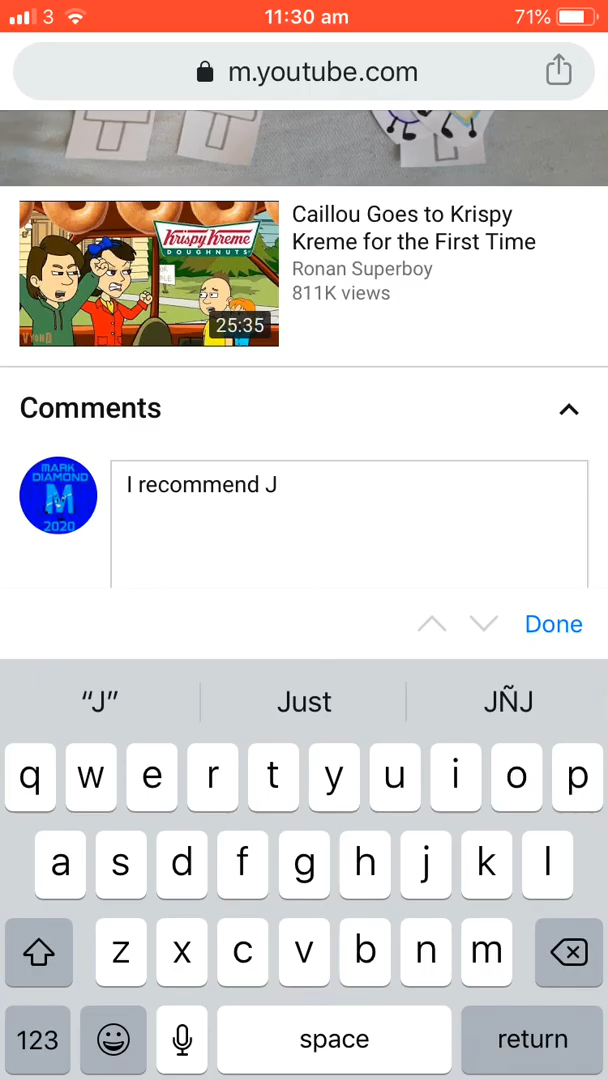 3 11:30 am 71%
m.youtube.com
Krispy Kreme
DOUGHNUTS
25:35
Caillou Goes to Krispy
Kreme for the First Time
Ronan Superboy
811K views
Comments
MARK
DIAMOND
M
2020
I recommend J
Done
“J” Just JÑJ
q w e r t y u i o p
a s d f g h j k l
z x c v b n m
123 space return